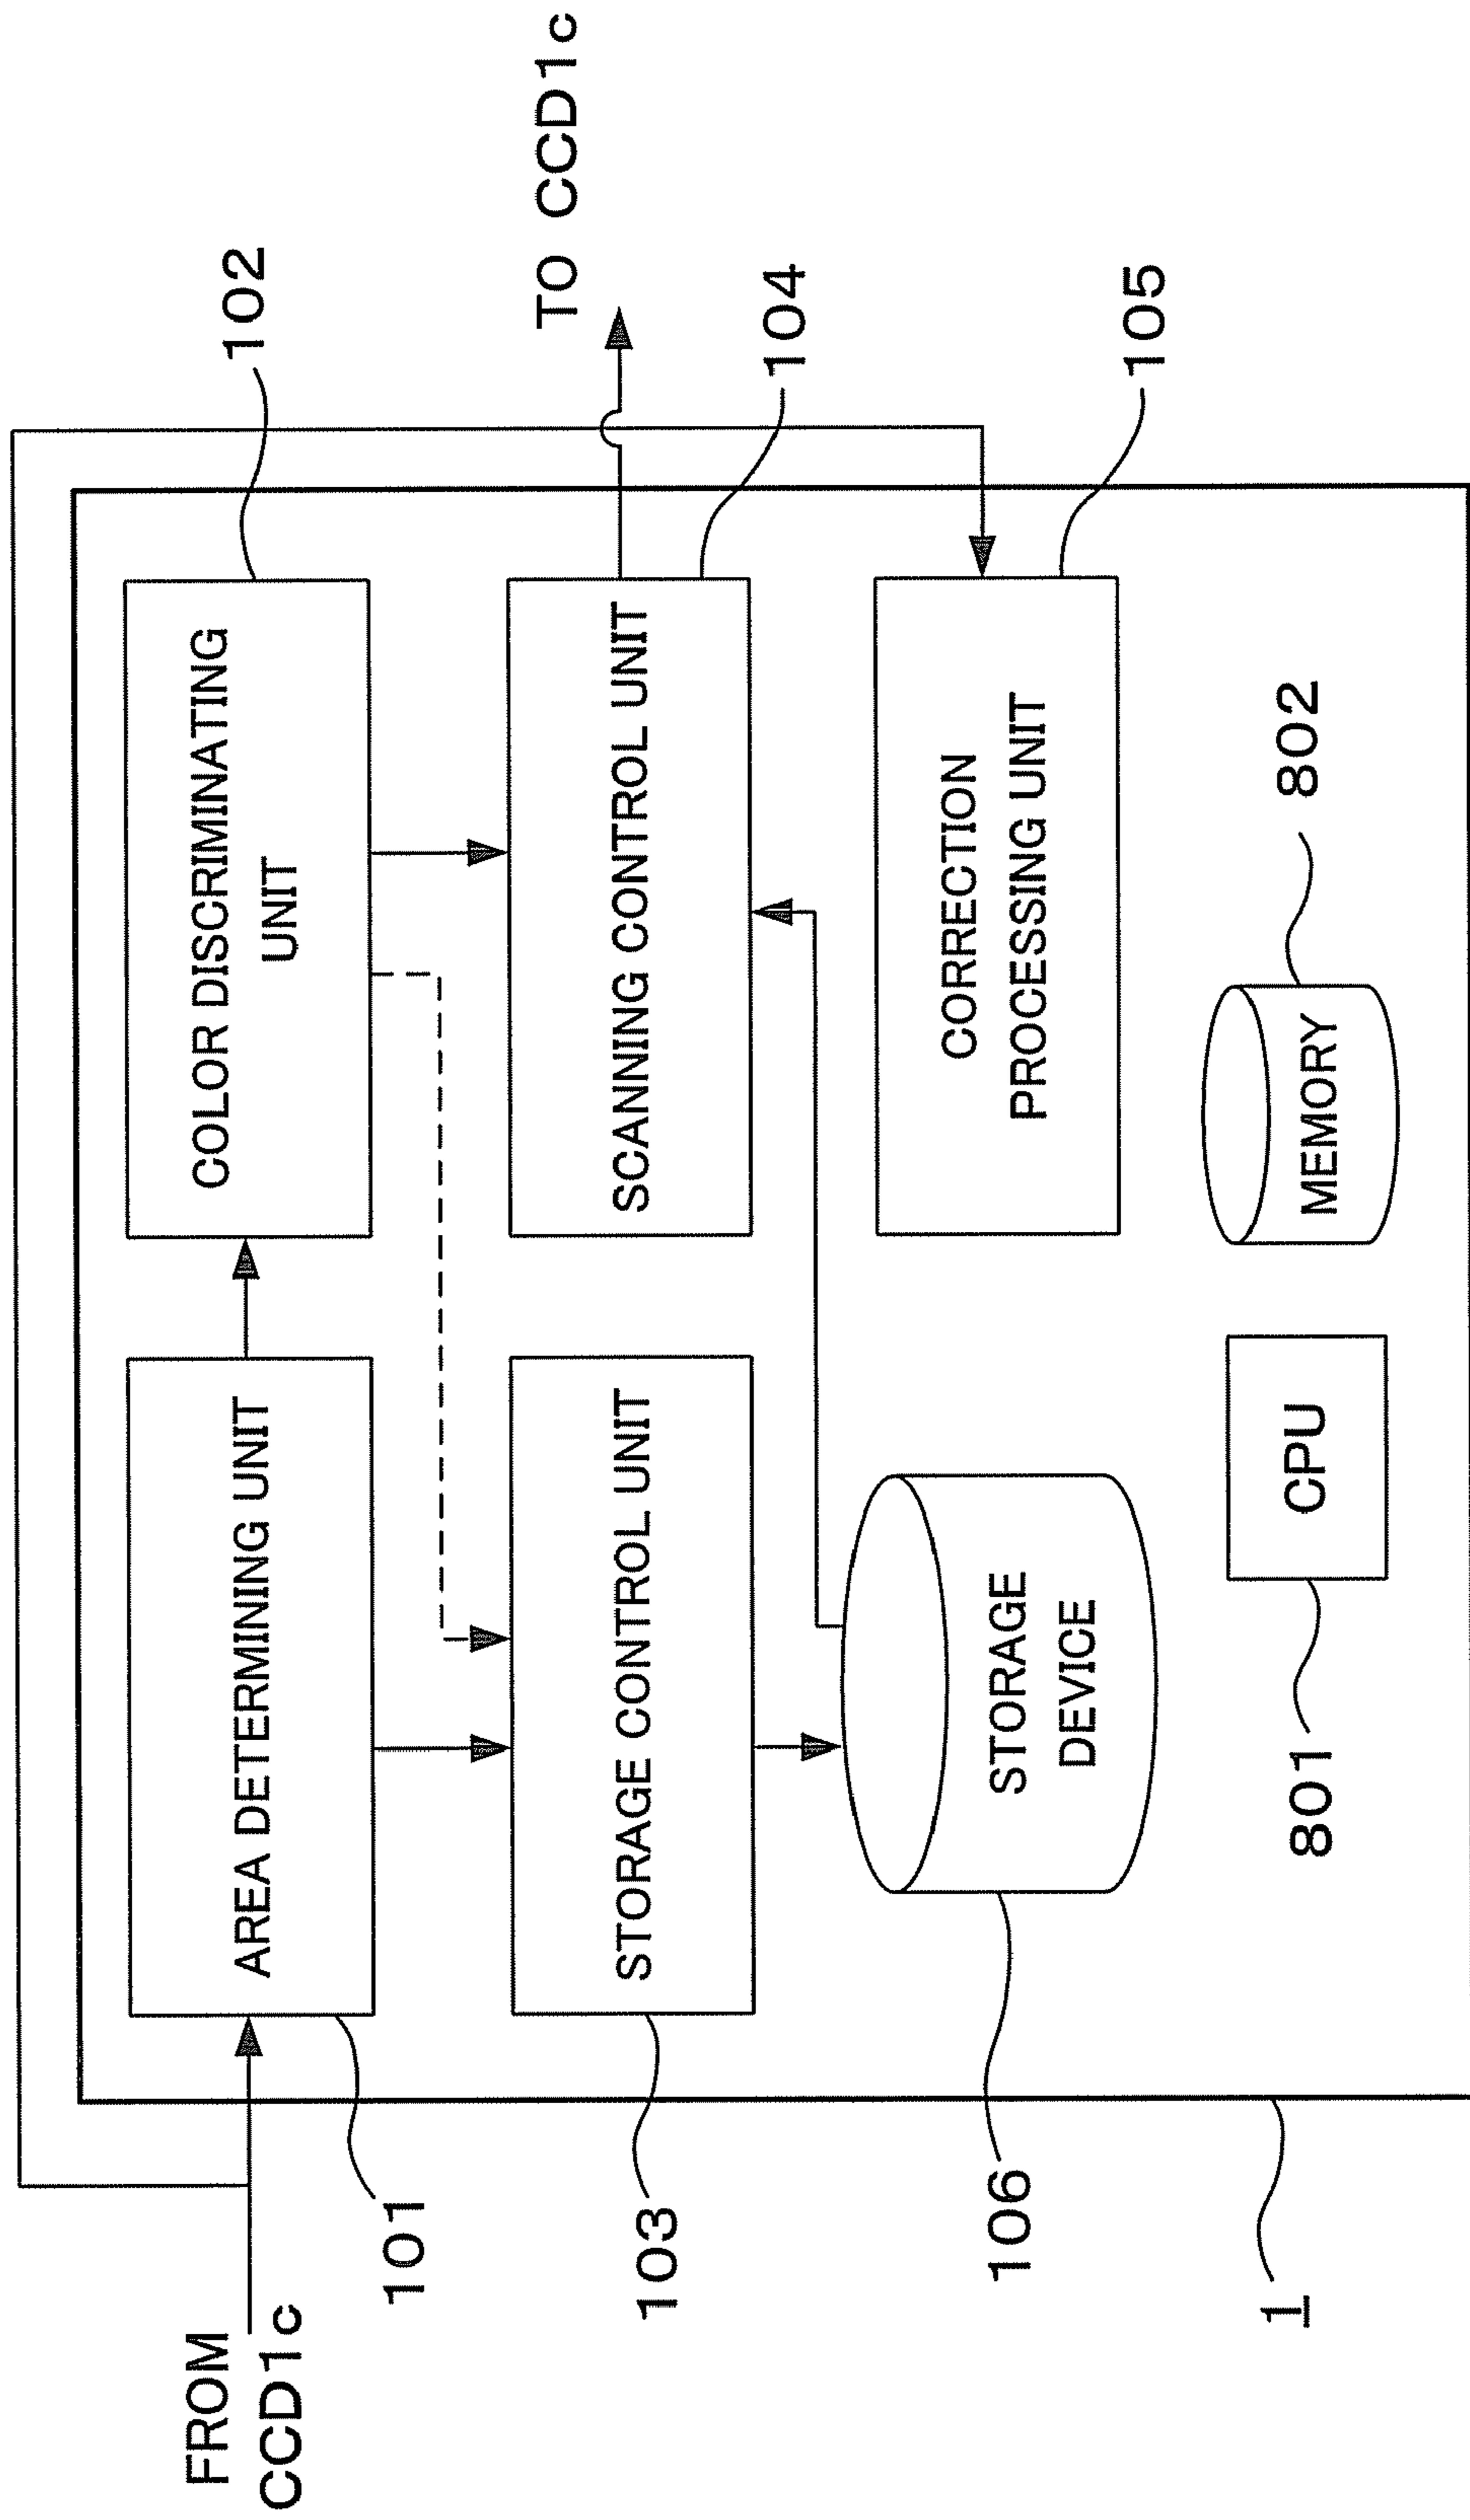 FROM
CCD1c
101
AREA DETERMINING UNIT
COLOR DISCRIMINATING
UNIT
102
103
STORAGE CONTROL UNIT
SCANNING CONTROL UNIT
104
TO CCD1c
106
STORAGE
DEVICE
CORRECTION
PROCESSING UNIT
105
1
801
CPU
MEMORY
802